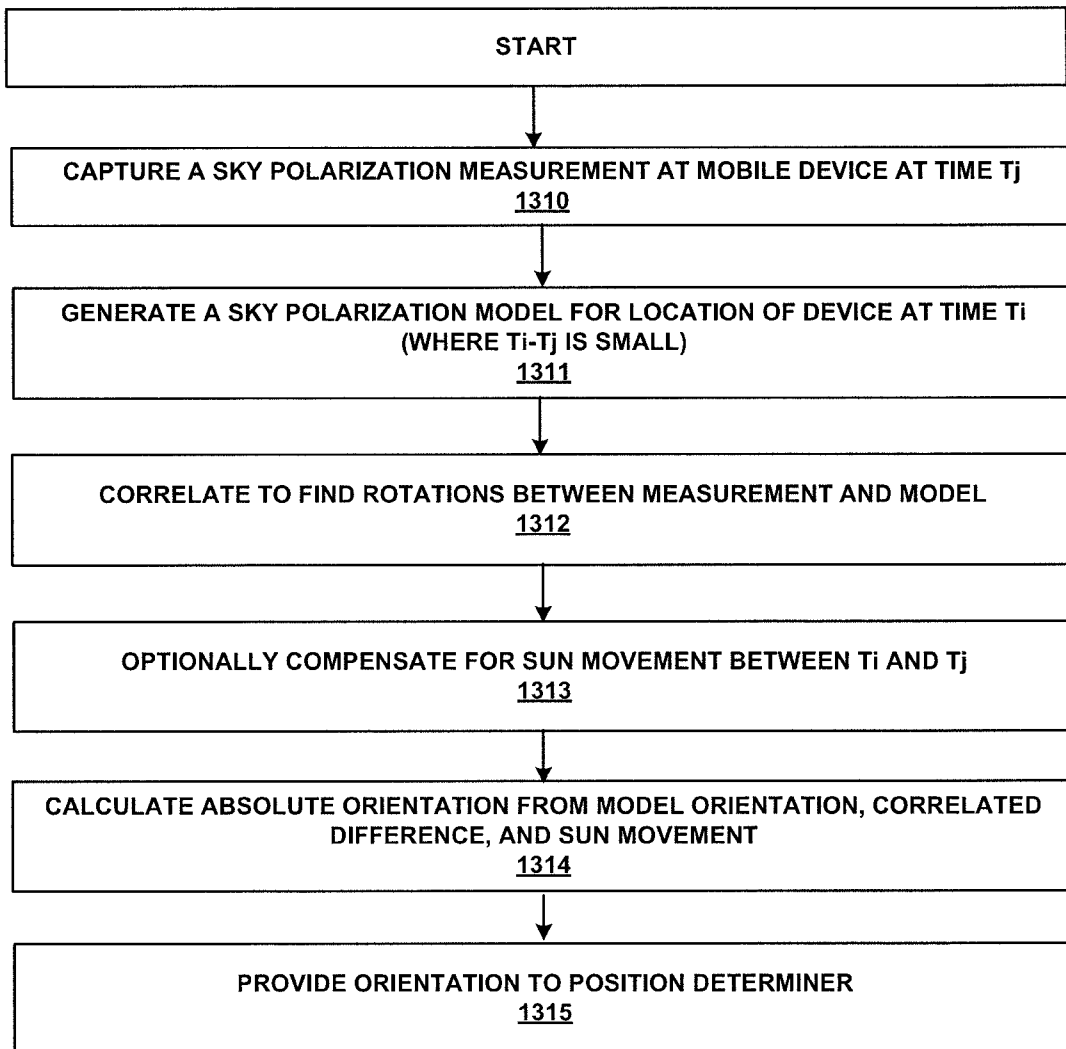 START
CAPTURE A SKY POLARIZATION MEASUREMENT AT MOBILE DEVICE AT TIME Tj
1310
GENERATE A SKY POLARIZATION MODEL FOR LOCATION OF DEVICE AT TIME Ti
(WHERE Ti-Tj IS SMALL)
1311
CORRELATE TO FIND ROTATIONS BETWEEN MEASUREMENT AND MODEL
1312
OPTIONALLY COMPENSATE FOR SUN MOVEMENT BETWEEN Ti AND Tj
1313
CALCULATE ABSOLUTE ORIENTATION FROM MODEL ORIENTATION, CORRELATED
DIFFERENCE, AND SUN MOVEMENT
1314
PROVIDE ORIENTATION TO POSITION DETERMINER
1315